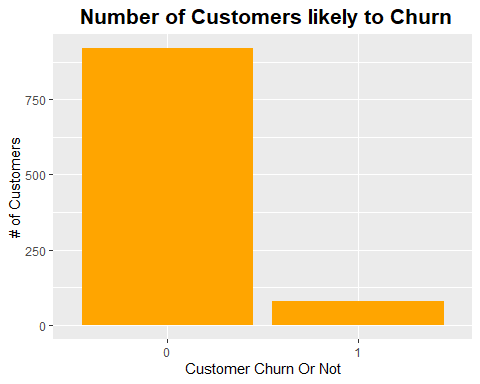 Number of Customers likely to Churn
# of Customers
750
500
250
0
0 1
Customer Churn Or Not